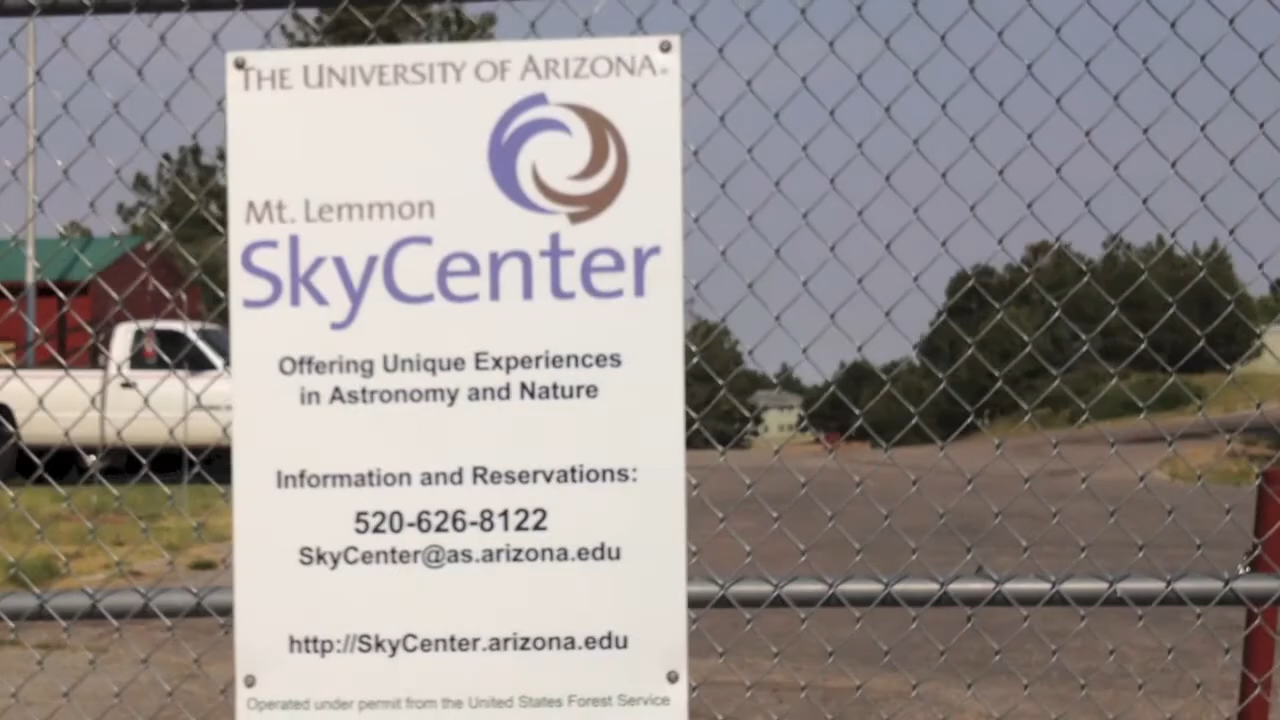 THE UNIVERSITY OF ARIZONA.
Mt. Lemmon
SkyCenter
Offering Unique Experiences
in Astronomy and Nature
Information and Reservations:
520-626-8122
SkyCenter@as.arizona.edu
http://SkyCenter.arizona.edu
Operated under permit from the United States Forest Service